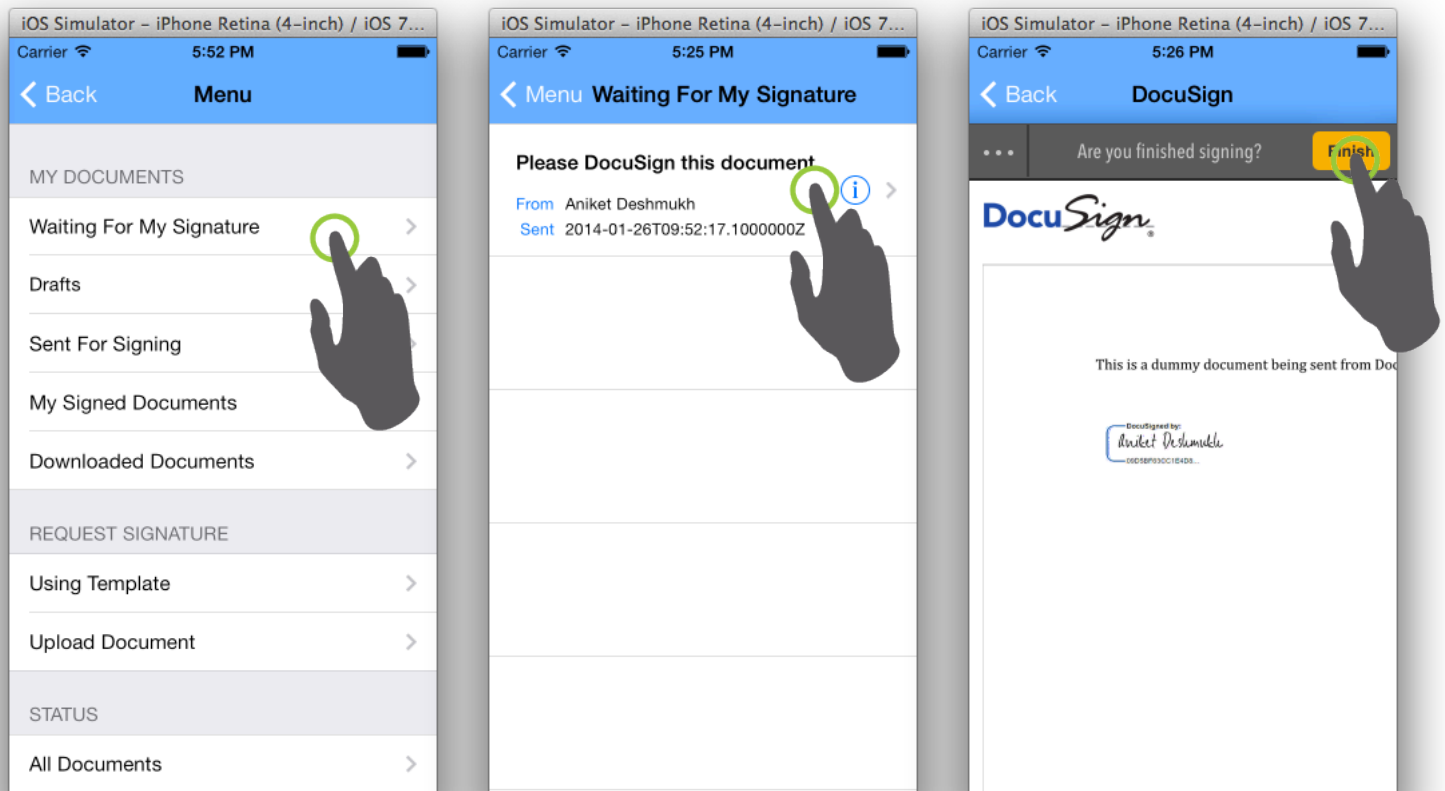 iOS Simulator – iPhone Retina (4-inch) / iOS 7...
Carrier 5:52 PM
Back Menu
MY DOCUMENTS
Waiting For My Signature
Drafts
Sent For Signing
My Signed Documents
Downloaded Documents
REQUEST SIGNATURE
Using Template
Upload Document
STATUS
All Documents
iOS Simulator – iPhone Retina (4-inch) / iOS 7...
Carrier 5:25 PM
Menu Waiting For My Signature
Please DocuSign this document
From Aniket Deshmukh
Sent 2014-01-26T09:52:17.1000000Z
iOS Simulator – iPhone Retina (4-inch) / iOS 7...
Carrier 5:26 PM
Back DocuSign
Are you finished signing? Finish
DocuSign®
This is a dummy document being sent from Doc
DocuSigned by:
Aniket Deshmukh